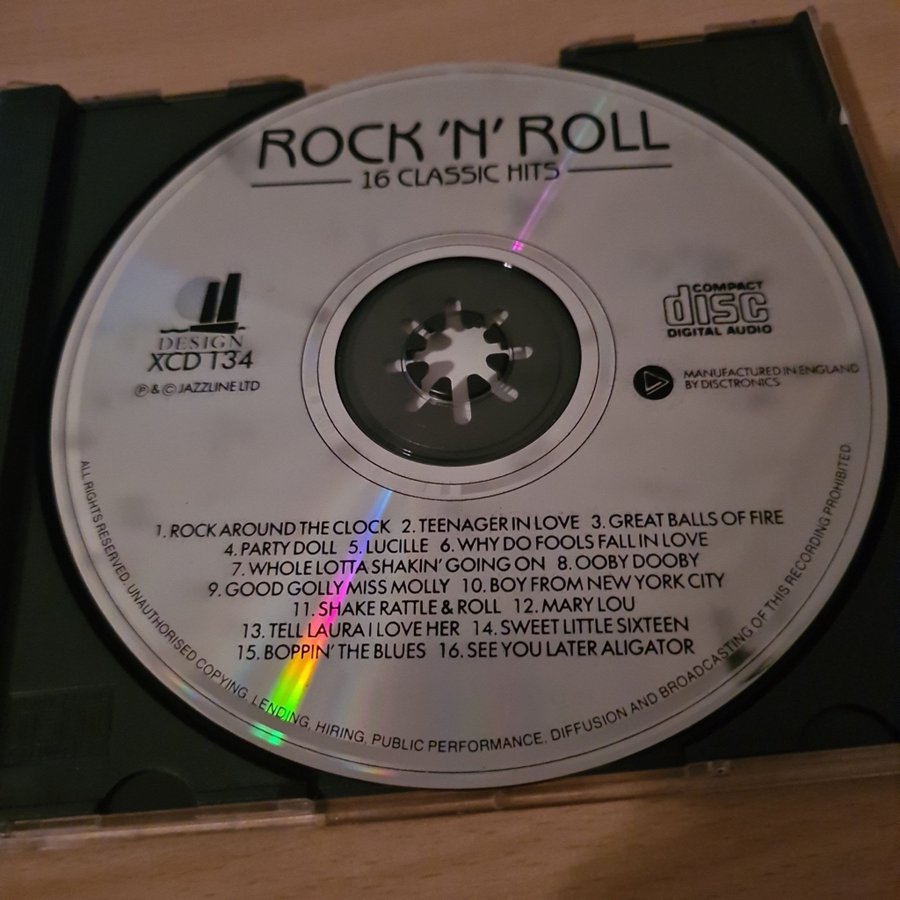 ROCK 'N' ROLL
16 CLASSIC HITS
DESIGN
XCD 134
℗ & © JAZZLINE LTD
COMPACT
disc
DIGITAL AUDIO
MANUFACTURED IN ENGLAND
BY DISCTRONICS
1. ROCK AROUND THE CLOCK 2. TEENAGER IN LOVE 3. GREAT BALLS OF FIRE
4. PARTY DOLL 5. LUCILLE 6. WHY DO FOOLS FALL IN LOVE
7. WHOLE LOTTA SHAKIN' GOING ON 8. OOBY DOOBY
9. GOOD GOLLY MISS MOLLY 10. BOY FROM NEW YORK CITY
11. SHAKE RATTLE & ROLL 12. MARY LOU
13. TELL LAURA I LOVE HER 14. SWEET LITTLE SIXTEEN
15. BOPPIN' THE BLUES 16. SEE YOU LATER ALIGATOR
ALL RIGHTS RESERVED. UNAUTHORISED COPYING, LENDING, HIRING, PUBLIC PERFORMANCE, DIFFUSION AND BROADCASTING OF THIS RECORDING PROHIBITED.